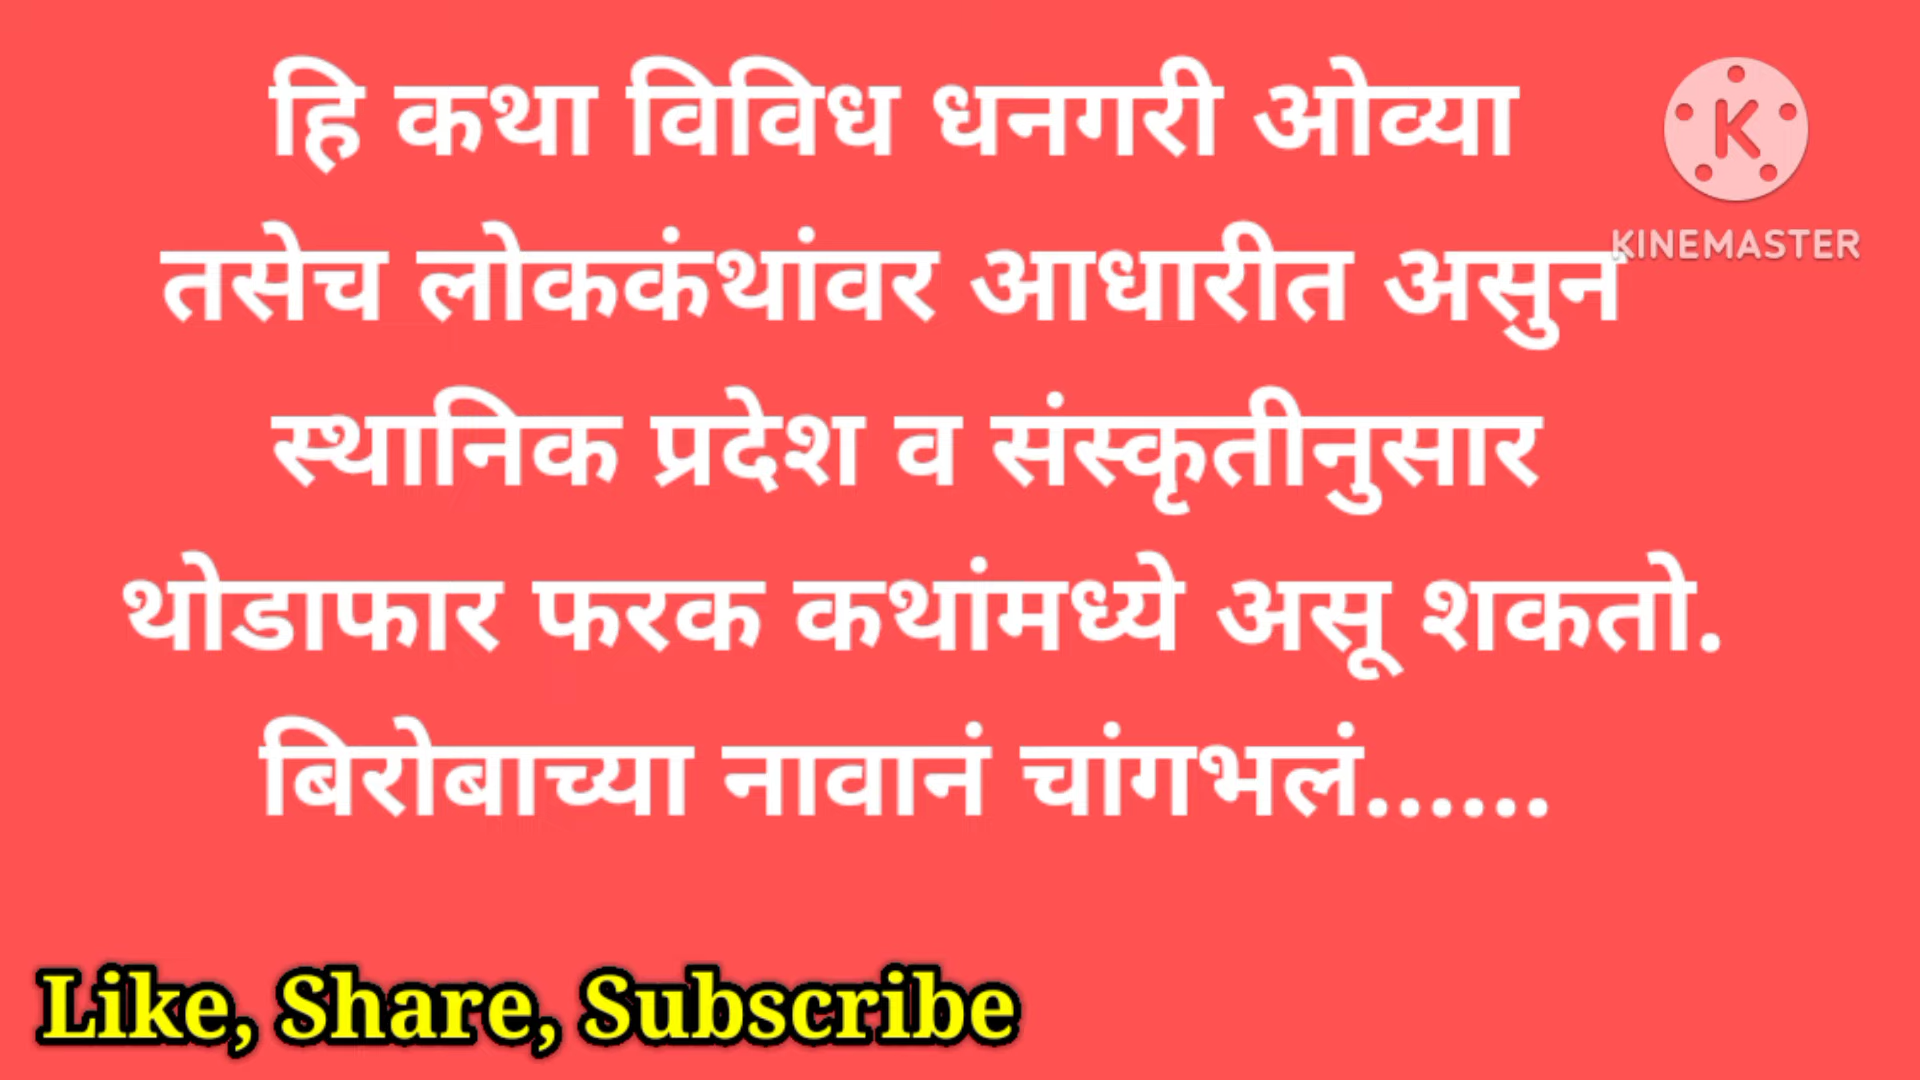 हि कथा विविध धनगरी ओव्या
तसेच लोककंथांवर आधारीत असुन
स्थानिक प्रदेश व संस्कृतीनुसार
थोडाफार फरक कथांमध्ये असू शकतो.
बिरोबाच्या नावानं चांगभलं......
K
KINEMASTER
Like, Share, Subscribe